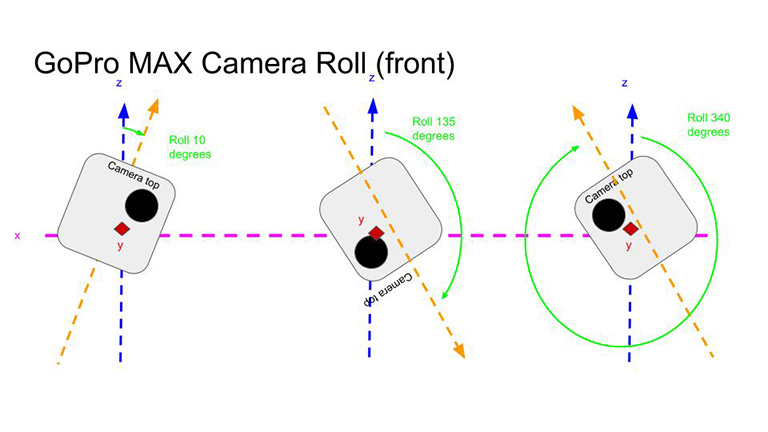 GoPro MAX Camera Roll (front)
z
z
z
Roll 10
degrees
Roll 135
degrees
Roll 340
degrees
Camera top
Camera top
y
y
y
x
Camera top